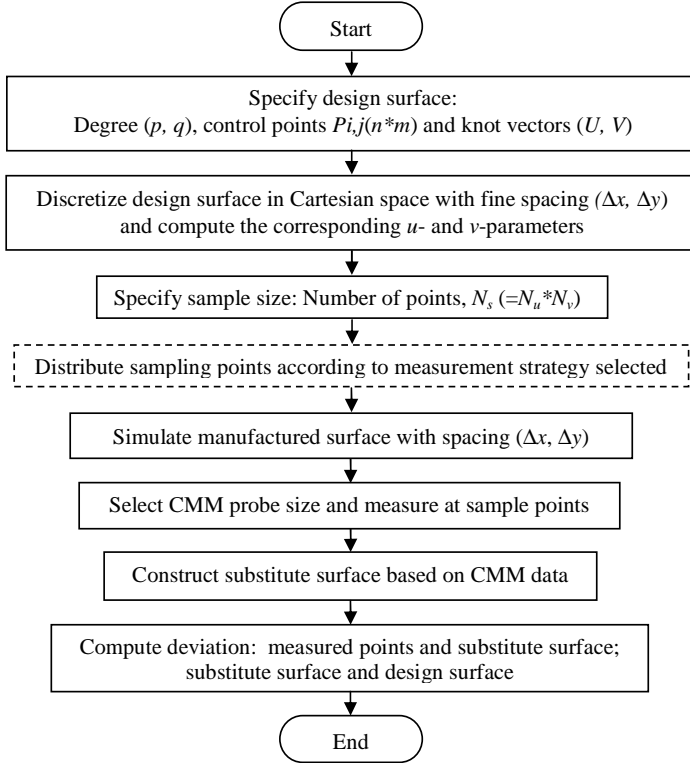 Start
Specify design surface:
Degree (p, q), control points Pi,j(n*m) and knot vectors (U, V)
Discretize design surface in Cartesian space with fine spacing (Δx, Δy)
and compute the corresponding u- and v-parameters
Specify sample size: Number of points, Ns (=Nu*Nv)
Distribute sampling points according to measurement strategy selected
Simulate manufactured surface with spacing (Δx, Δy)
Select CMM probe size and measure at sample points
Construct substitute surface based on CMM data
Compute deviation: measured points and substitute surface;
substitute surface and design surface
End